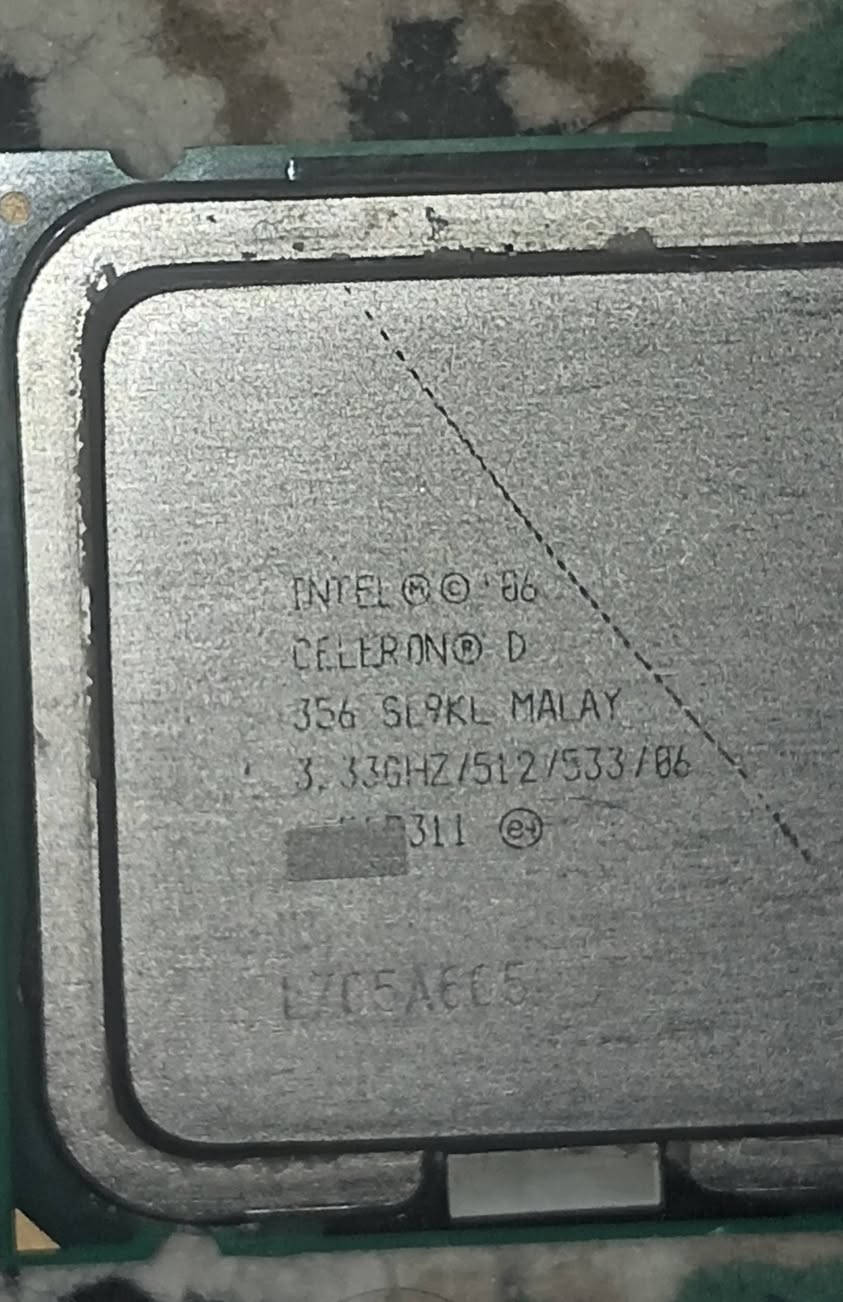 INTEL Ⓜ © '06
CELERON® D
356 SL9KL MALAY
3.33GHZ/512/533/06
311 e4